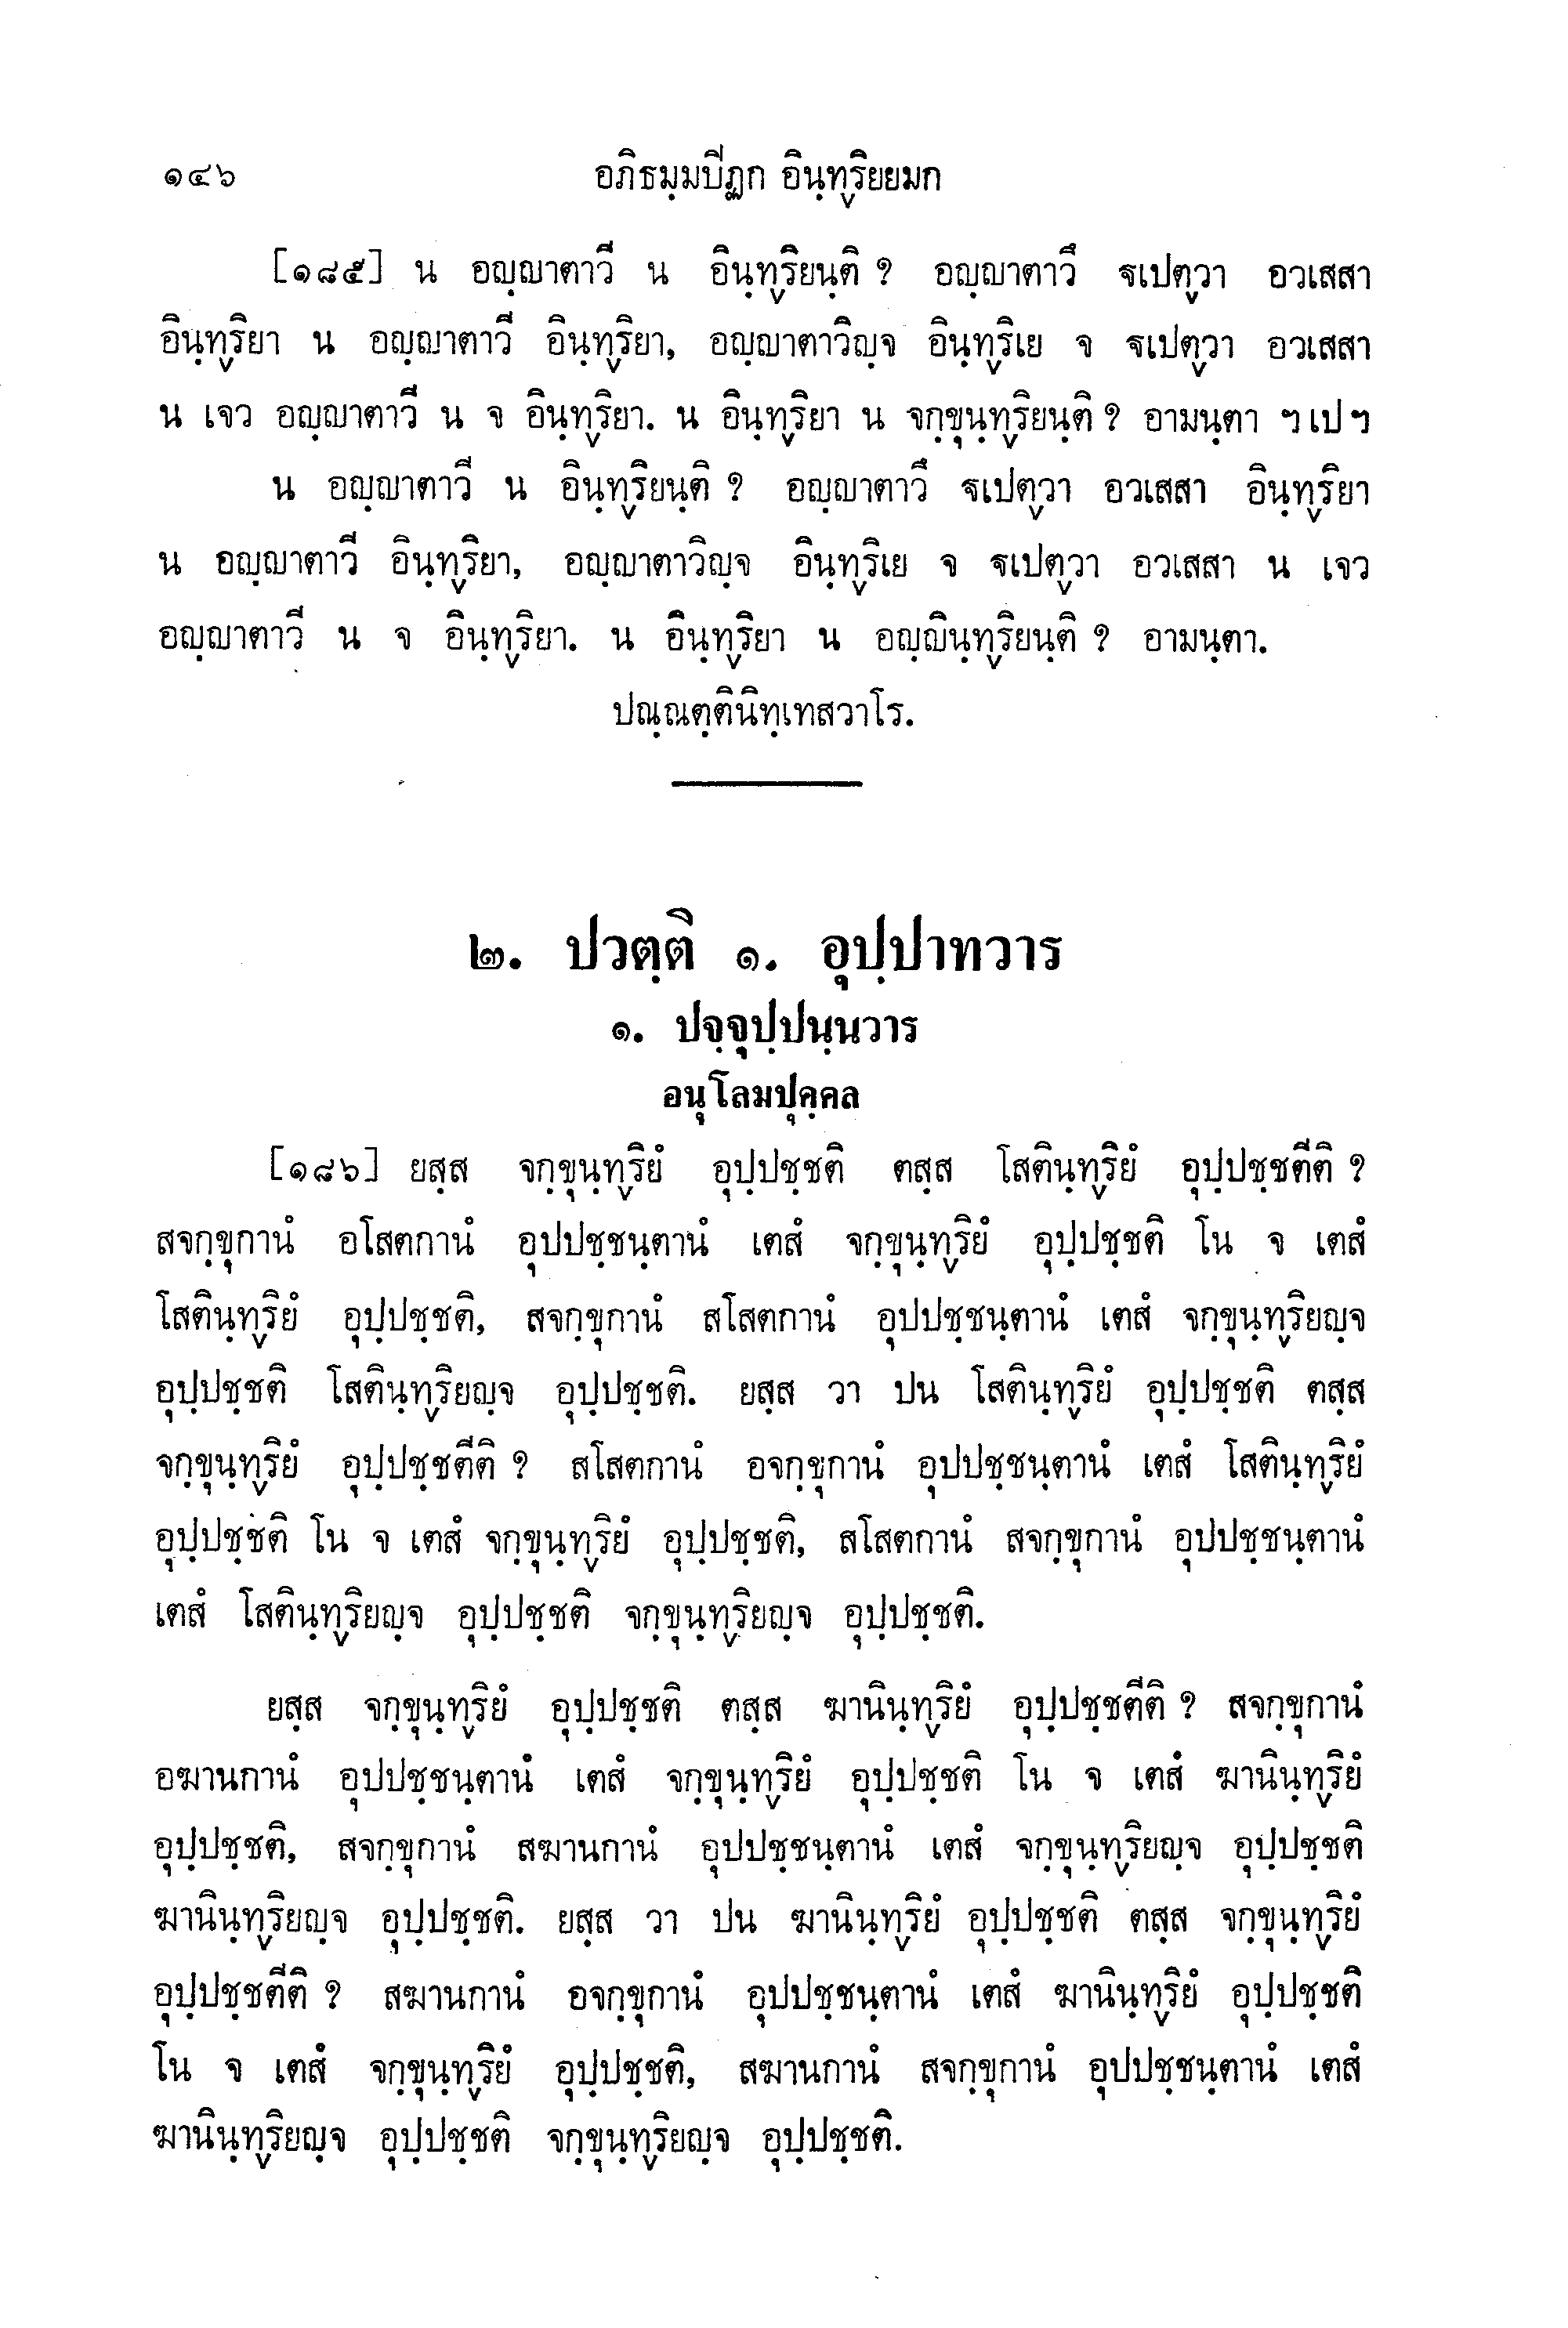 ๑๔๖ อภิธมฺมปีฏก อินฺทฺริยยมก
[๑๘๕] น อญฺญาตาวี น อินฺทฺริยนฺติ ? อญฺญาตาวึ ฐเปตฺวา อวเสสา
อินฺทฺริยา น อญฺญาตาวี อินฺทฺริยา, อญฺญาตาวิญฺจ อินฺทฺริเย จ ฐเปตฺวา อวเสสา
น เจว อญฺญาตาวี น จ อินฺทฺริยา. น อินฺทฺริยา น จกฺขุนฺทฺริยนฺติ ? อามนฺตา ฯเปฯ
น อญฺญาตาวี น อินฺทฺริยนฺติ ? อญฺญาตาวึ ฐเปตฺวา อวเสสา อินฺทฺริยา
น อญฺญาตาวี อินฺทฺริยา, อญฺญาตาวิญฺจ อินฺทฺริเย จ ฐเปตฺวา อวเสสา น เจว
อญฺญาตาวี น จ อินฺทฺริยา. น อินฺทฺริยา น อญฺญินฺทฺริยนฺติ ? อามนฺตา.
ปณฺณตฺตินิทฺเทสวาโร.
๒. ปวตฺติ ๑. อุปฺปาทวาร
๑. ปจฺจุปฺปนฺนวาร
อนุโลมปุคฺคล
[๑๘๖] ยสฺส จกฺขุนฺทฺริยํ อุปฺปชฺชติ ตสฺส โสตินฺทฺริยํ อุปฺปชฺชตีติ ?
สจกฺขุกานํ อโสตกานํ อุปปชฺชนฺตานํ เตสํ จกฺขุนฺทฺริยํ อุปฺปชฺชติ โน จ เตสํ
โสตินฺทฺริยํ อุปฺปชฺชติ, สจกฺขุกานํ สโสตกานํ อุปปชฺชนฺตานํ เตสํ จกฺขุนฺทฺริยญฺจ
อุปฺปชฺชติ โสตินฺทฺริยญฺจ อุปฺปชฺชติ. ยสฺส วา ปน โสตินฺทฺริยํ อุปฺปชฺชติ ตสฺส
จกฺขุนฺทฺริยํ อุปฺปชฺชตีติ ? สโสตกานํ อจกฺขุกานํ อุปปชฺชนฺตานํ เตสํ โสตินฺทฺริยํ
อุปฺปชฺชติ โน จ เตสํ จกฺขุนฺทฺริยํ อุปฺปชฺชติ, สโสตกานํ สจกฺขุกานํ อุปปชฺชนฺตานํ
เตสํ โสตินฺทฺริยญฺจ อุปฺปชฺชติ จกฺขุนฺทฺริยญฺจ อุปฺปชฺชติ.
ยสฺส จกฺขุนฺทฺริยํ อุปฺปชฺชติ ตสฺส ฆานินฺทฺริยํ อุปฺปชฺชตีติ ? สจกฺขุกานํ
อฆานกานํ อุปปชฺชนฺตานํ เตสํ จกฺขุนฺทฺริยํ อุปฺปชฺชติ โน จ เตสํ ฆานินฺทฺริยํ
อุปฺปชฺชติ, สจกฺขุกานํ สฆานกานํ อุปปชฺชนฺตานํ เตสํ จกฺขุนฺทฺริยญฺจ อุปฺปชฺชติ
ฆานินฺทฺริยญฺจ อุปฺปชฺชติ. ยสฺส วา ปน ฆานินฺทฺริยํ อุปฺปชฺชติ ตสฺส จกฺขุนฺทฺริยํ
อุปฺปชฺชตีติ ? สฆานกานํ อจกฺขุกานํ อุปปชฺชนฺตานํ เตสํ ฆานินฺทฺริยํ อุปฺปชฺชติ
โน จ เตสํ จกฺขุนฺทฺริยํ อุปฺปชฺชติ, สฆานกานํ สจกฺขุกานํ อุปปชฺชนฺตานํ เตสํ
ฆานินฺทฺริยญฺจ อุปฺปชฺชติ จกฺขุนฺทฺริยญฺจ อุปฺปชฺชติ.